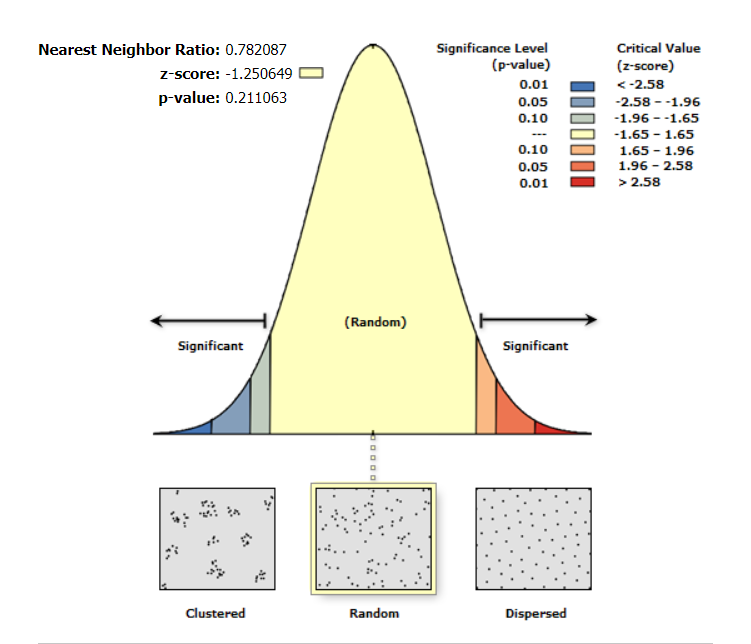 Nearest Neighbor Ratio: 0.782087
z-score: -1.250649
p-value: 0.211063
Significance Level
(p-value)
Critical Value
(z-score)
0.01 < -2.58
0.05 -2.58 – -1.96
0.10 -1.96 – -1.65
--- -1.65 – 1.65
0.10 1.65 – 1.96
0.05 1.96 – 2.58
0.01 > 2.58
(Random)
Significant
Significant
Clustered
Random
Dispersed